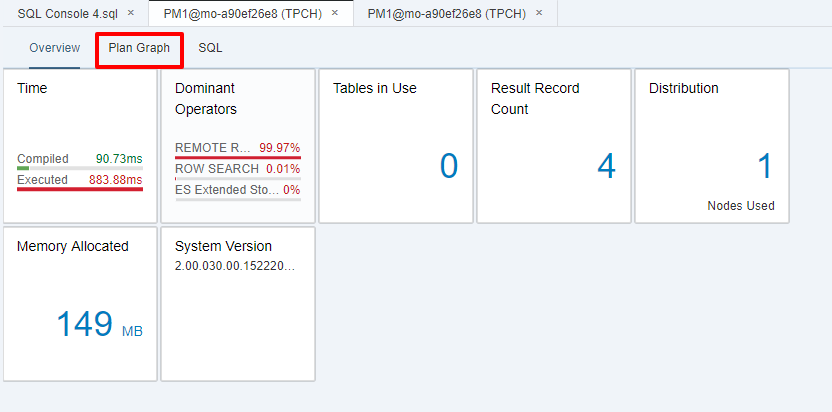 SQL Console 4.sql × PM1@mo-a90ef26e8 (TPCH) × PM1@mo-a90ef26e8 (TPCH) ×
Overview Plan Graph SQL
Time
Compiled 90.73ms
Executed 883.88ms
Dominant
Operators
REMOTE R... 99.97%
ROW SEARCH 0.01%
ES Extended Sto... 0%
Tables in Use
0
Result Record
Count
4
Distribution
1
Nodes Used
Memory Allocated
149 MB
System Version
2.00.030.00.152220...